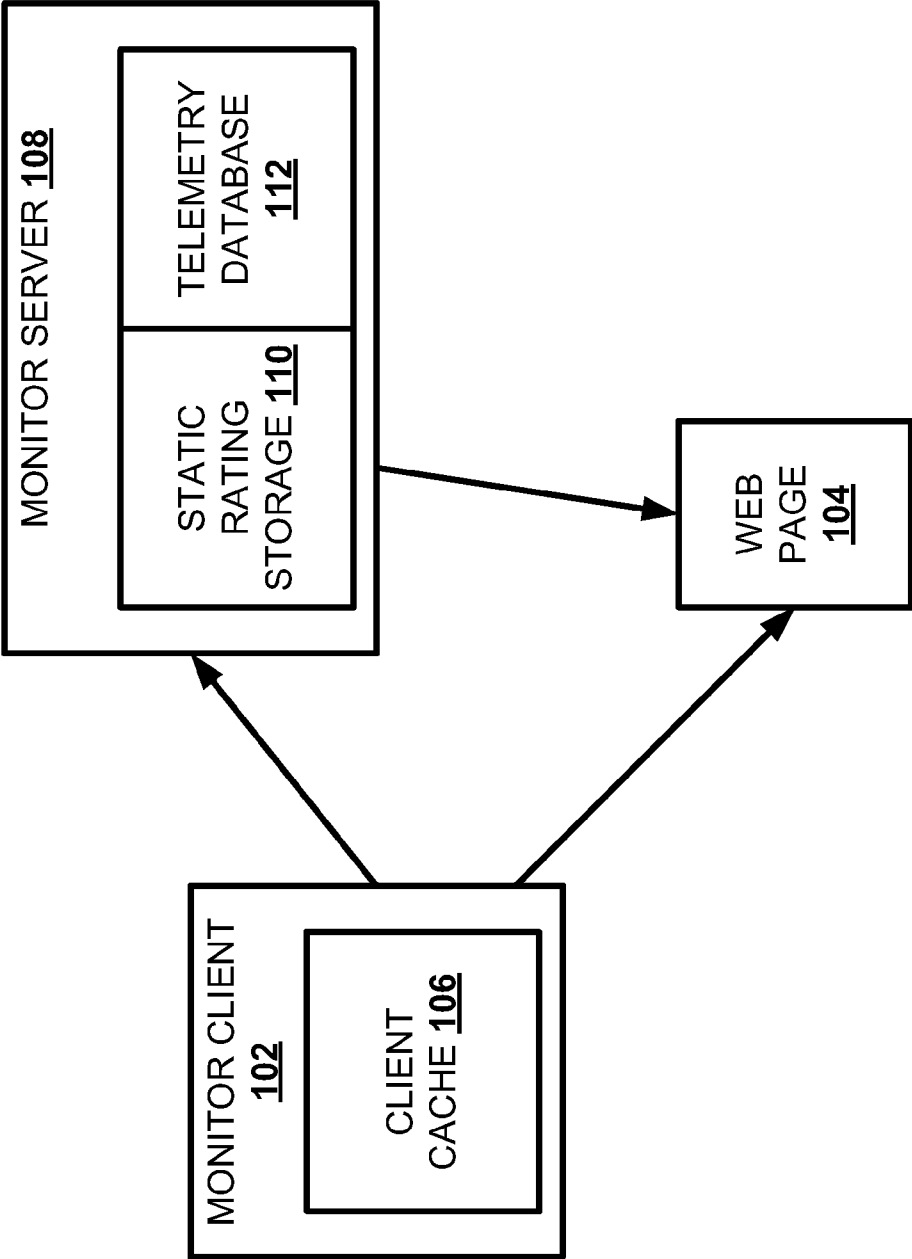 MONITOR SERVER 108
STATIC
RATING
STORAGE 110
TELEMETRY
DATABASE
112
MONITOR CLIENT
102
CLIENT
CACHE 106
WEB
PAGE
104